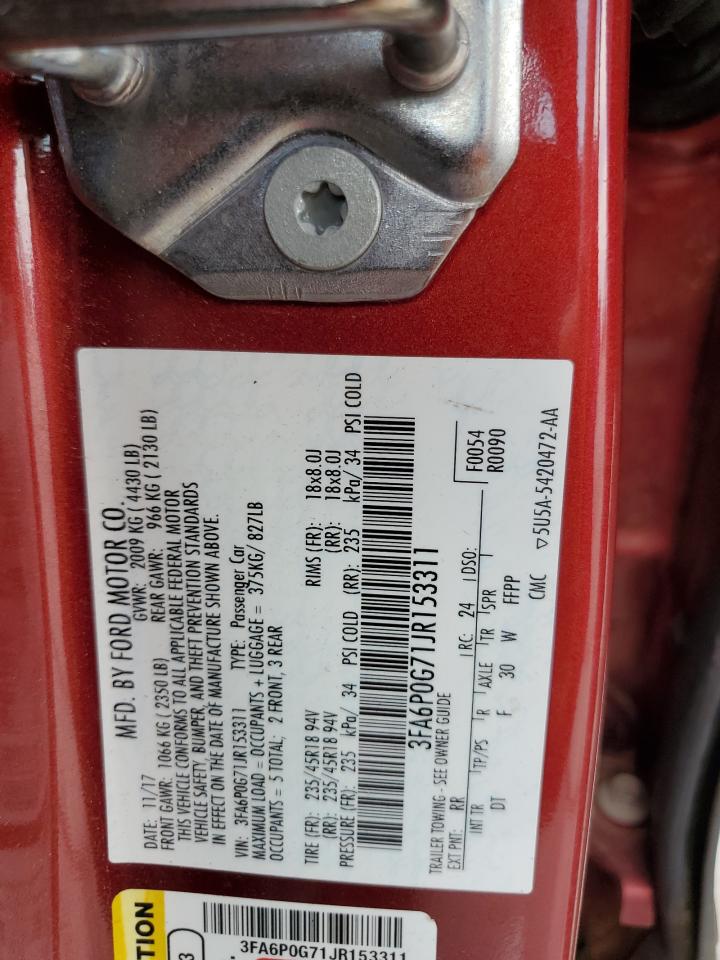 MFD. BY FORD MOTOR CO.
DATE: 11/17 GVWR: 2009 KG ( 4430 LB)
FRONT GAWR: 1066 KG ( 2350 LB) REAR GAWR: 966 KG ( 2130 LB)
THIS VEHICLE CONFORMS TO ALL APPLICABLE FEDERAL MOTOR
VEHICLE SAFETY, BUMPER, AND THEFT PREVENTION STANDARDS
IN EFFECT ON THE DATE OF MANUFACTURE SHOWN ABOVE.
VIN: 3FA6P0G71JR153311 TYPE: Passenger Car
MAXIMUM LOAD = OCCUPANTS + LUGGAGE = 375KG/ 827LB
OCCUPANTS = 5 TOTAL; 2 FRONT, 3 REAR
TIRE (FR): 235/45R18 94V RIMS (FR): 18x8.0J
(RR): 235/45R18 94V (RR): 18x8.0J
PRESSURE (FR): 235 kPa/ 34 PSI COLD (RR): 235 kPa/ 34 PSI COLD
3FA6P0G71JR153311
TRAILER TOWING - SEE OWNER GUIDE F0054
EXT PNT: RR RC: 24 DSO: R0090
INT TR TP/PS R AXLE TR SPR
DT F 30 W FFPP
CMC ▽5U5A-5420472-AA
TION
3
3FA6P0G71JR153311